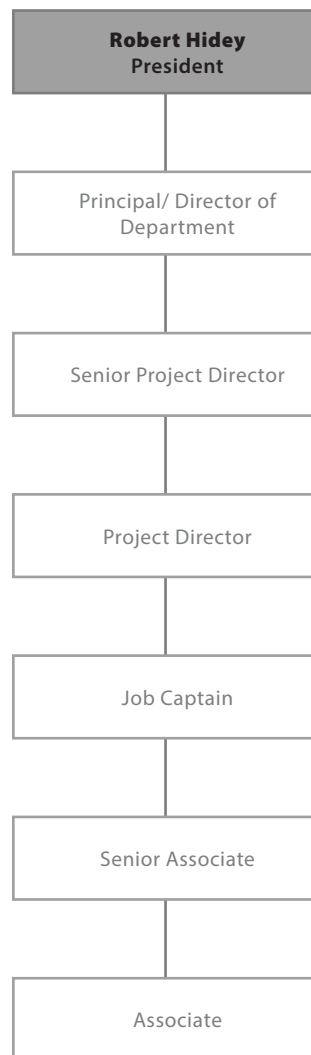 Robert Hidey
President
Principal/ Director of
Department
Senior Project Director
Project Director
Job Captain
Senior Associate
Associate